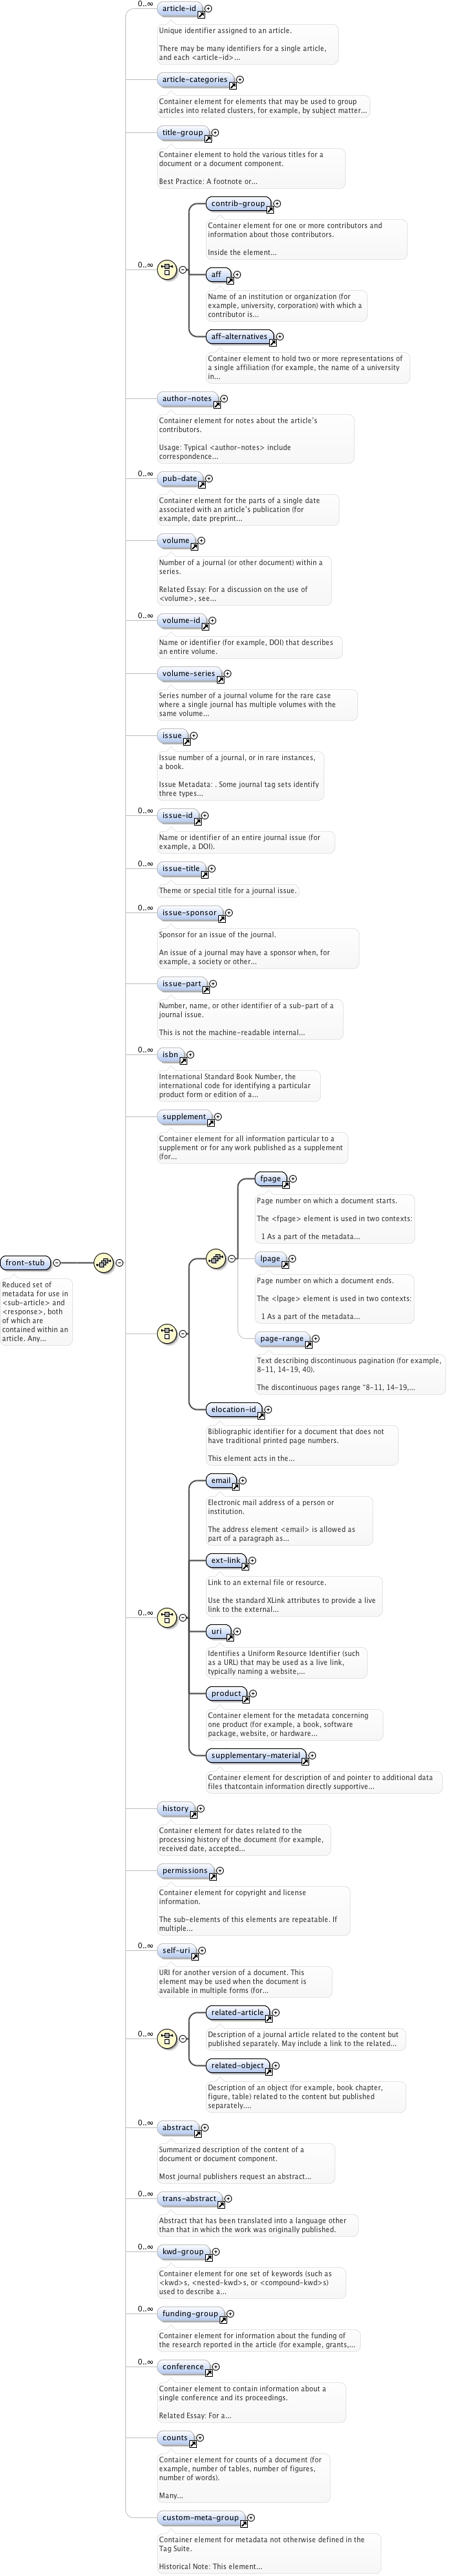 0..∞
article-id
Unique identifier assigned to an article.
There may be many identifiers for a single article,
and each <article-id>...
article-categories
Container element for elements that may be used to group
articles into related clusters, for example, by subject matter...
title-group
Container element to hold the various titles for a
document or a document component.
Best Practice: A footnote or...
0..∞
contrib-group
Container element for one or more contributors and
information about those contributors.
Inside the element...
aff
Name of an institution or organization (for
example, university, corporation) with which a
contributor is...
aff-alternatives
Container element to hold two or more representations of
a single affiliation (for example, the name of a university
in...
author-notes
Container element for notes about the article's
contributors.
Usage: Typical <author-notes> include
correspondence...
0..∞
pub-date
Container element for the parts of a single date
associated with an article's publication (for
example, date preprint...
volume
Number of a journal (or other document) within a
series.
Related Essay: For a discussion on the use of
<volume>, see...
0..∞
volume-id
Name or identifier (for example, DOI) that describes
an entire volume.
volume-series
Series number of a journal volume for the rare case
where a single journal has multiple volumes with the
same volume...
issue
Issue number of a journal, or in rare instances,
a book.
Issue Metadata: . Some journal tag sets identify
three types...
0..∞
issue-id
Name or identifier of an entire journal issue (for
example, a DOI).
0..∞
issue-title
Theme or special title for a journal issue.
0..∞
issue-sponsor
Sponsor for an issue of the journal.
An issue of a journal may have a sponsor when, for
example, a society or other...
issue-part
Number, name, or other identifier of a sub-part of a
journal issue.
This is not the machine-readable internal...
0..∞
isbn
International Standard Book Number, the
international code for identifying a particular
product form or edition of a...
supplement
Container element for all information particular to a
supplement or for any work published as a supplement
(for...
front-stub
Reduced set of
metadata for use in
<sub-article> and
<response>, both
of which are
contained within an
article. Any...
fpage
Page number on which a document starts.
The <fpage> element is used in two contexts:
1 As a part of the metadata...
lpage
Page number on which a document ends.
The <lpage> element is used in two contexts:
1 As a part of the metadata...
page-range
Text describing discontinuous pagination (for example,
8-11, 14-19, 40).
The discontinuous pages range "8-11, 14-19,...
elocation-id
Bibliographic identifier for a document that does not
have traditional printed page numbers.
This element acts in the...
0..∞
email
Electronic mail address of a person or
institution.
The address element <email> is allowed as
part of a paragraph as...
ext-link
Link to an external file or resource.
Use the standard XLink attributes to provide a live
link to the external...
uri
Identifies a Uniform Resource Identifier (such
as a URL) that may be used as a live link,
typically naming a website,...
product
Container element for the metadata concerning
one product (for example, a book, software
package, website, or hardware...
supplementary-material
Container element for description of and pointer to additional data
files thatcontain information directly supportive...
history
Container element for dates related to the
processing history of the document (for example,
received date, accepted...
permissions
Container element for copyright and license
information.
The sub-elements of this elements are repeatable. If
multiple...
0..∞
self-uri
URI for another version of a document. This
element may be used when the document is
available in multiple forms (for...
0..∞
related-article
Description of a journal article related to the content but
published separately. May include a link to the related...
related-object
Description of an object (for example, book chapter,
figure, table) related to the content but published
separately....
0..∞
abstract
Summarized description of the content of a
document or document component.
Most journal publishers request an abstract...
0..∞
trans-abstract
Abstract that has been translated into a language other
than that in which the work was originally published.
0..∞
kwd-group
Container element for one set of keywords (such as
<kwd>s, <nested-kwd>s, or <compound-kwd>s)
used to describe a...
0..∞
funding-group
Container element for information about the funding of
the research reported in the article (for example, grants,...
0..∞
conference
Container element to contain information about a
single conference and its proceedings.
Related Essay: For a...
counts
Container element for counts of a document (for
example, number of tables, number of figures,
number of words).
Many...
custom-meta-group
Container element for metadata not otherwise defined in the
Tag Suite.
Historical Note: This element...